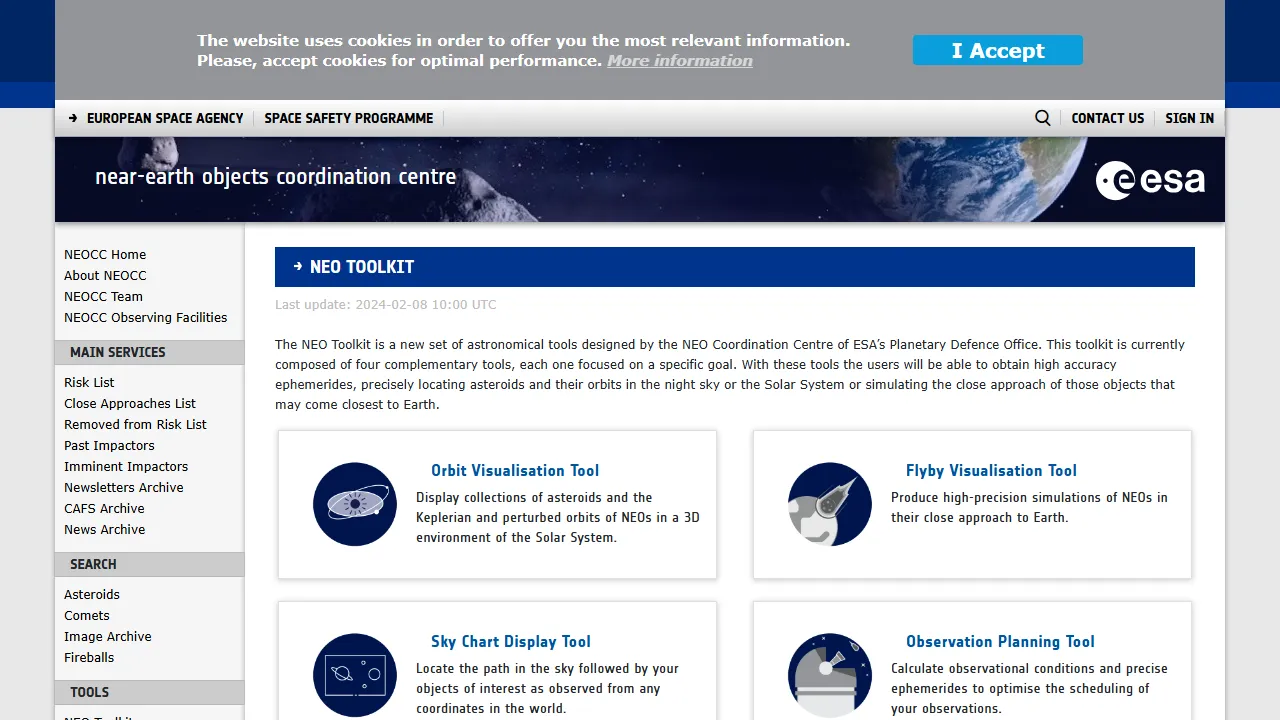 The website uses cookies in order to offer you the most relevant information.
Please, accept cookies for optimal performance. More information
I Accept
EUROPEAN SPACE AGENCY
SPACE SAFETY PROGRAMME
CONTACT US
SIGN IN
near-earth objects coordination centre
esa
NEOCC Home
About NEOCC
NEOCC Team
NEOCC Observing Facilities
MAIN SERVICES
Risk List
Close Approaches List
Removed from Risk List
Past Impactors
Imminent Impactors
Newsletters Archive
CAFS Archive
News Archive
SEARCH
Asteroids
Comets
Image Archive
Fireballs
TOOLS
NEO Toolkit
NEO TOOLKIT
Last update: 2024-02-08 10:00 UTC
The NEO Toolkit is a new set of astronomical tools designed by the NEO Coordination Centre of ESA’s Planetary Defence Office. This toolkit is currently
composed of four complementary tools, each one focused on a specific goal. With these tools the users will be able to obtain high accuracy
ephemerides, precisely locating asteroids and their orbits in the night sky or the Solar System or simulating the close approach of those objects that
may come closest to Earth.
Orbit Visualisation Tool
Display collections of asteroids and the
Keplerian and perturbed orbits of NEOs in a 3D
environment of the Solar System.
Flyby Visualisation Tool
Produce high-precision simulations of NEOs in
their close approach to Earth.
Sky Chart Display Tool
Locate the path in the sky followed by your
objects of interest as observed from any
coordinates in the world.
Observation Planning Tool
Calculate observational conditions and precise
ephemerides to optimise the scheduling of
your observations.